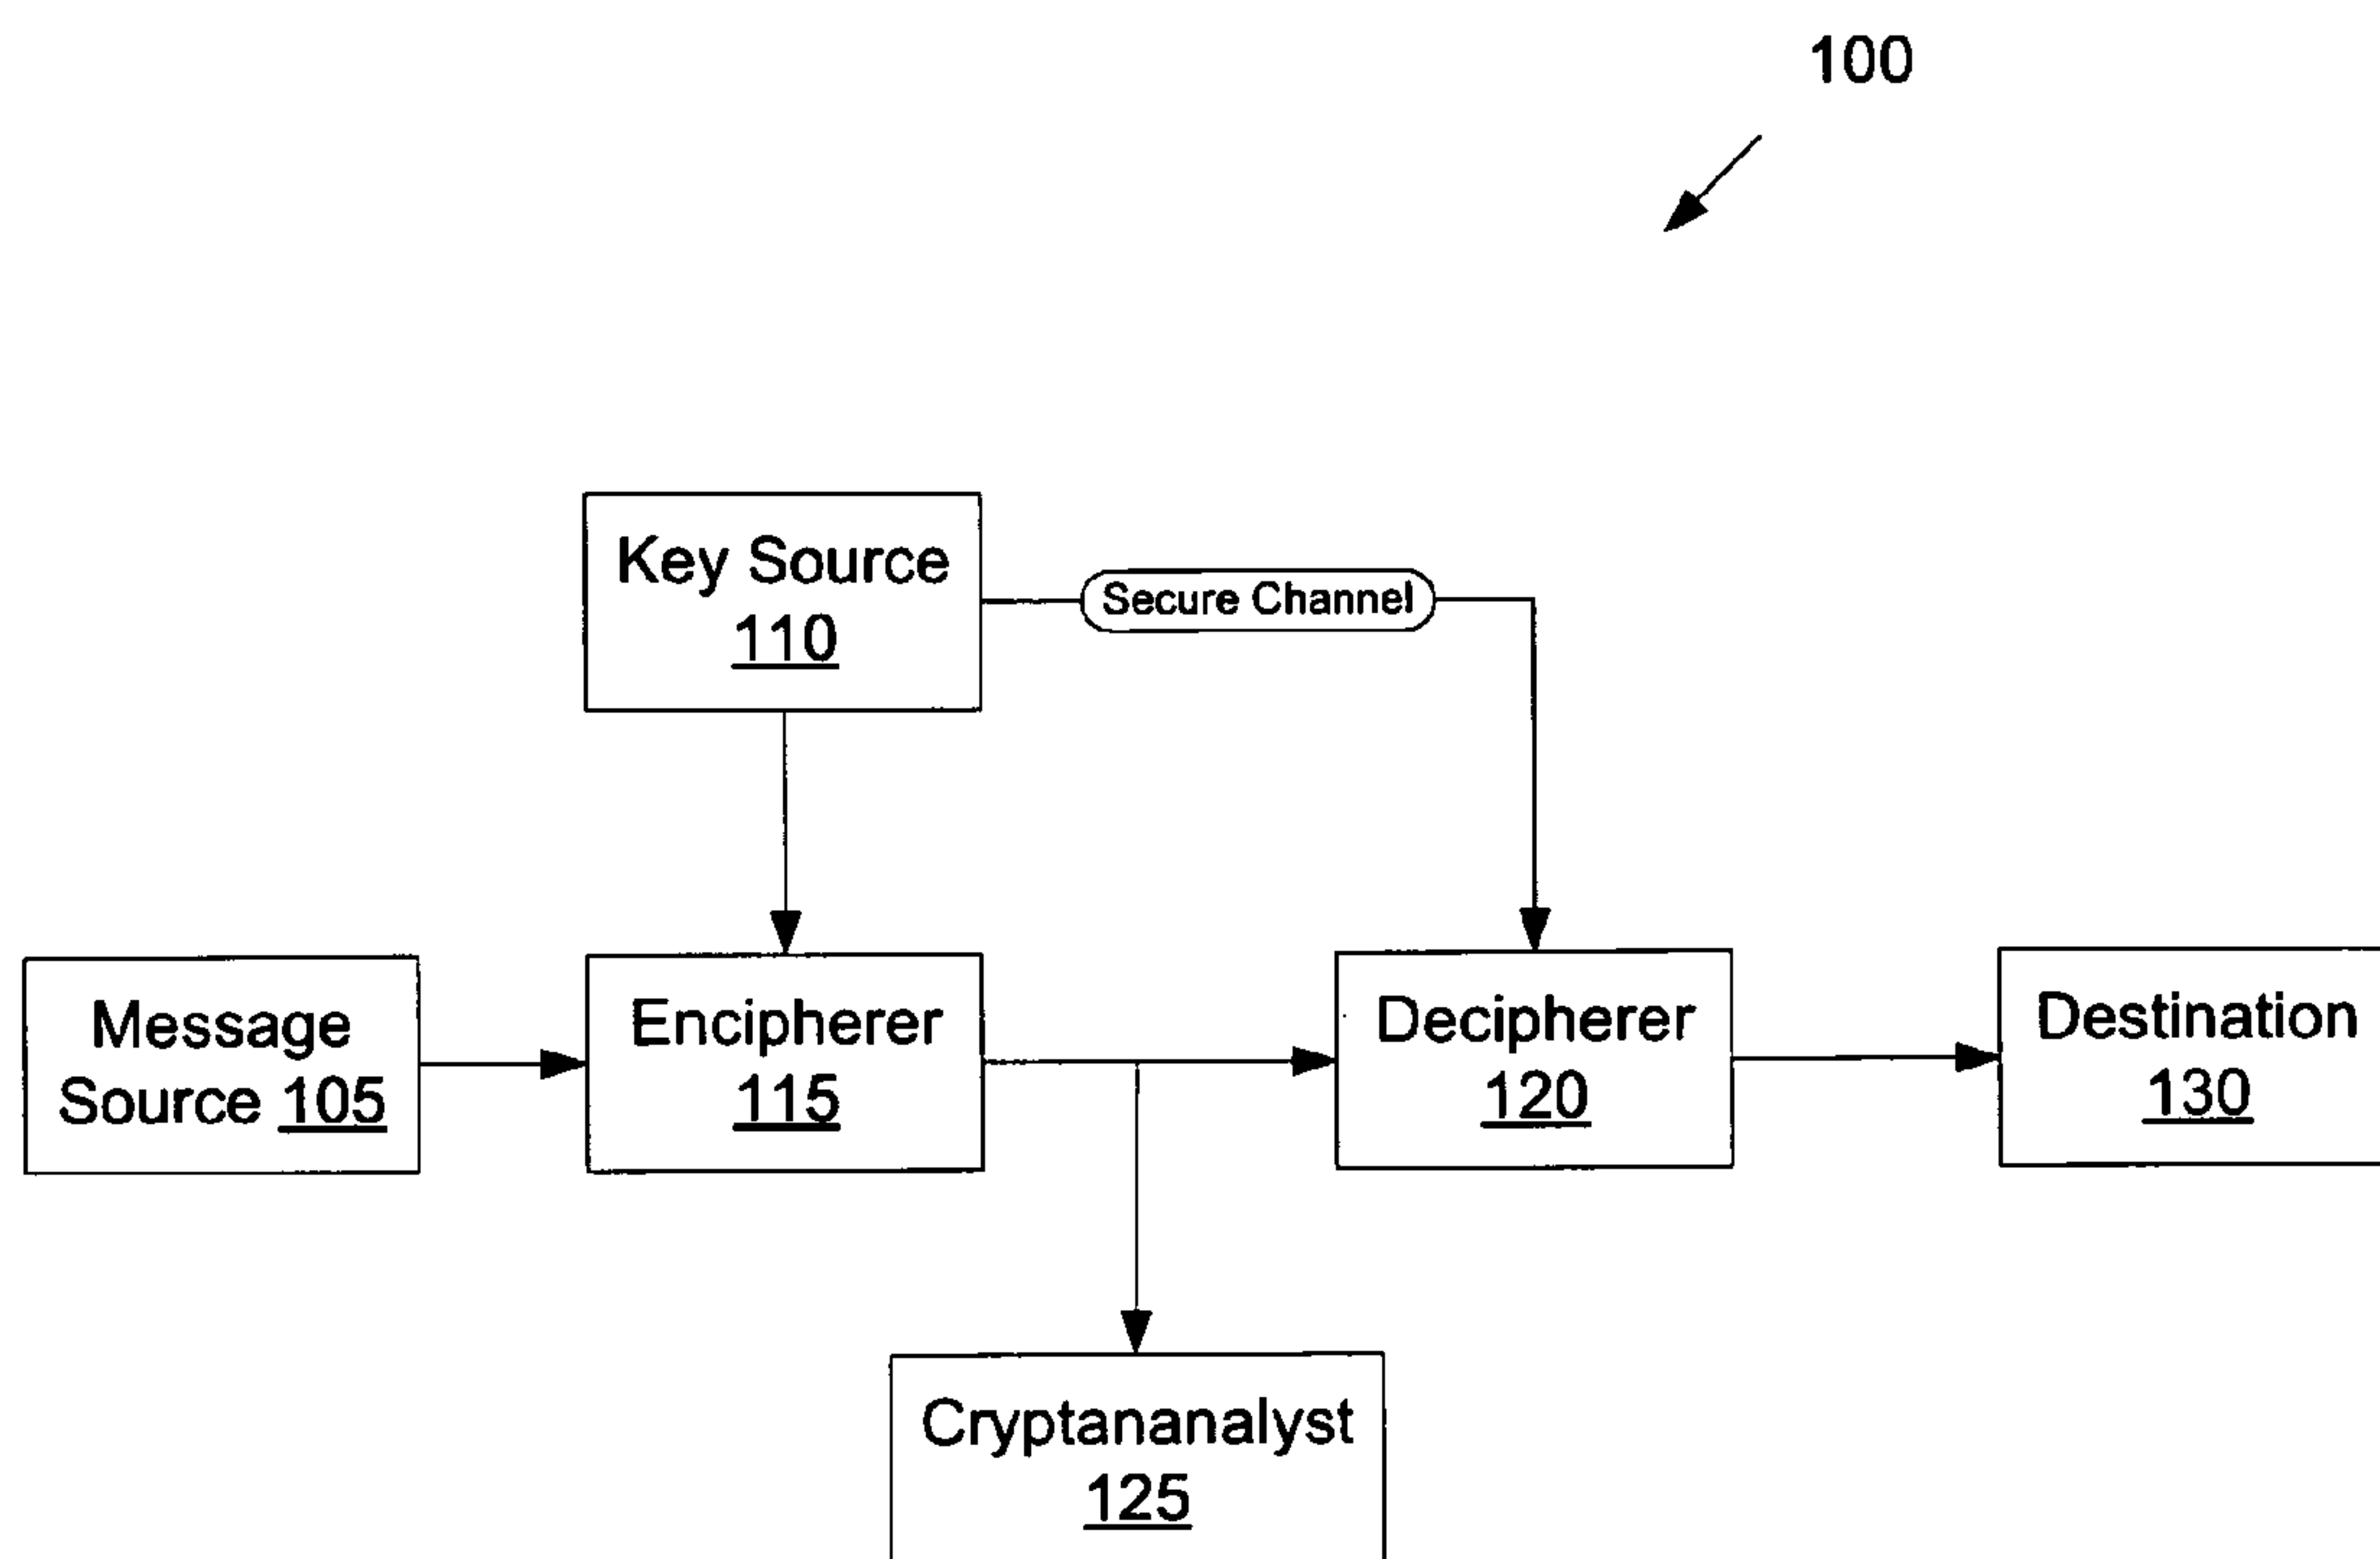 100
Key Source
110
Secure Channel
Message
Source 105
Encipherer
115
Decipherer
120
Destination
130
Cryptananalyst
125